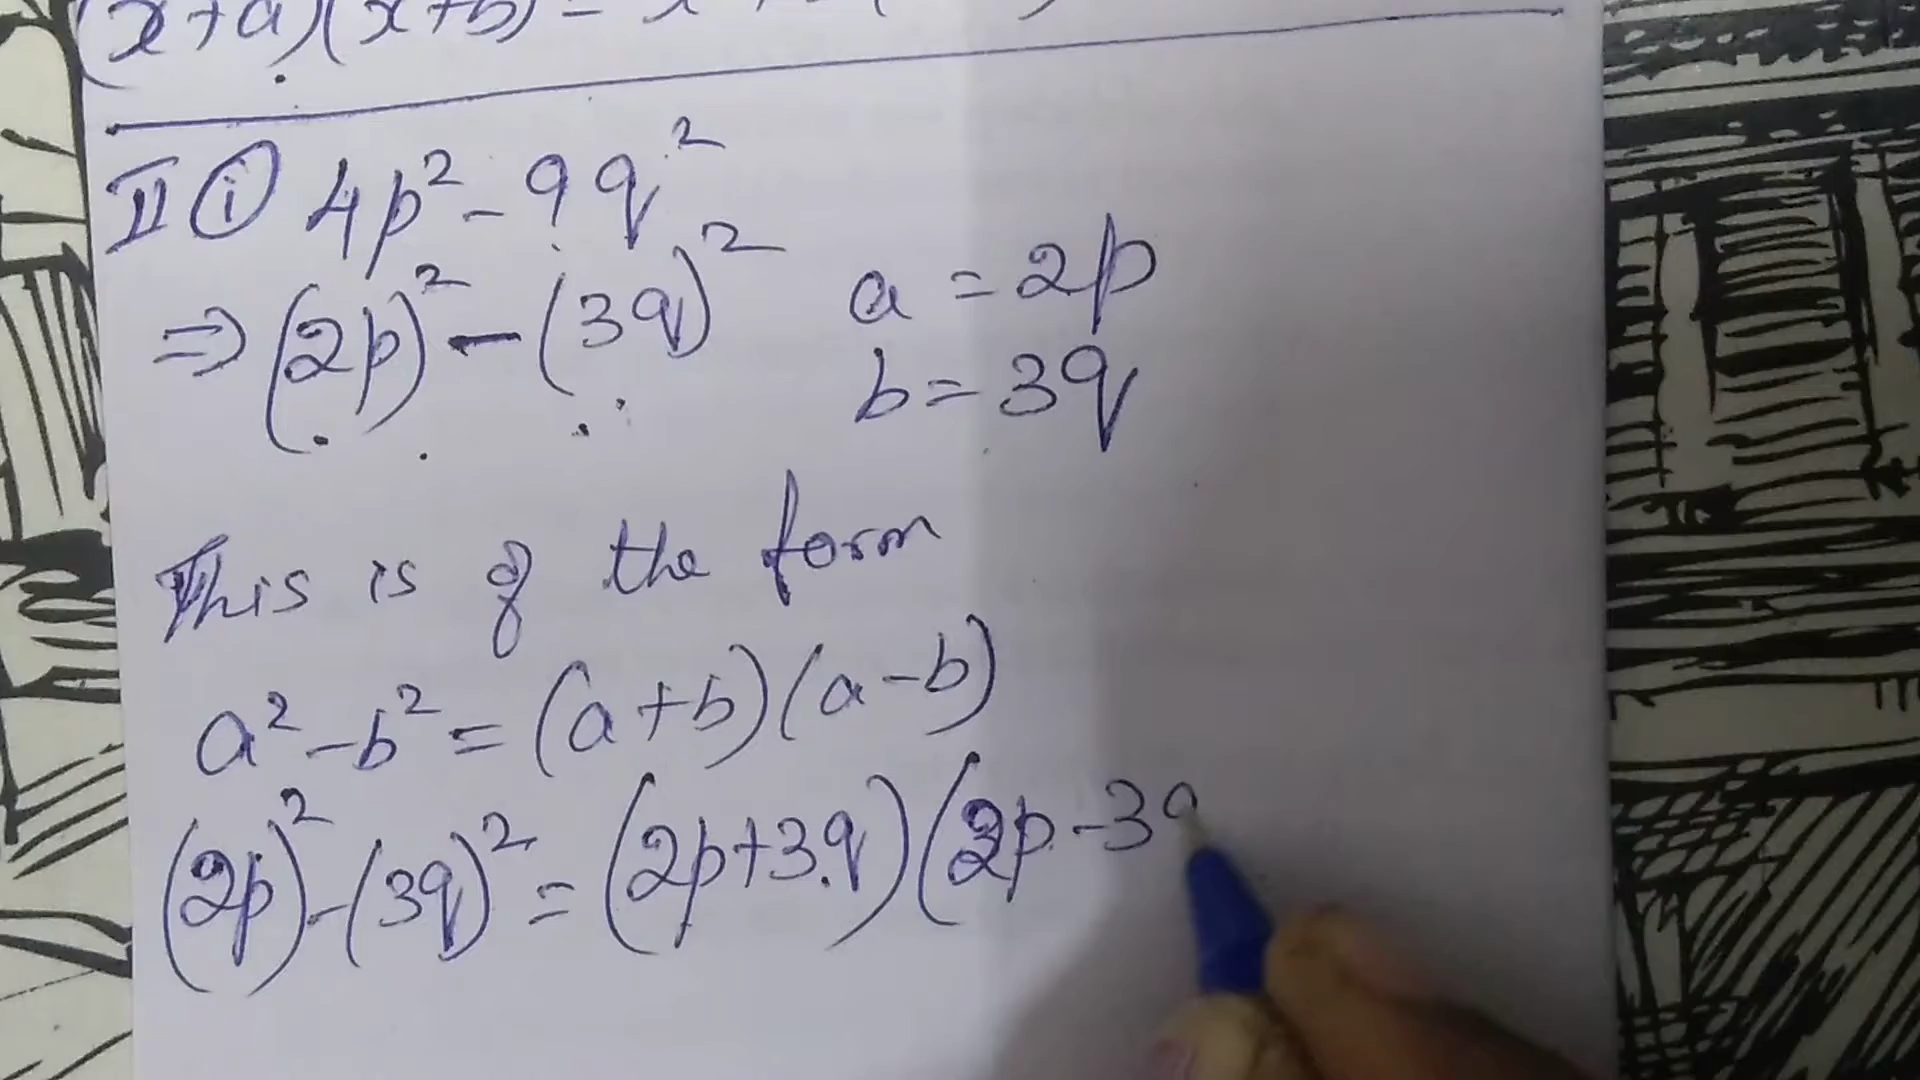 (x+a)(x+b) =
II (i) 4p² - 9q²
⇒ (2p)² - (3q)² a = 2p
b = 3q
This is of the form
a² - b² = (a+b)(a-b)
(2p)² - (3q)² = (2p+3q)(2p-3q